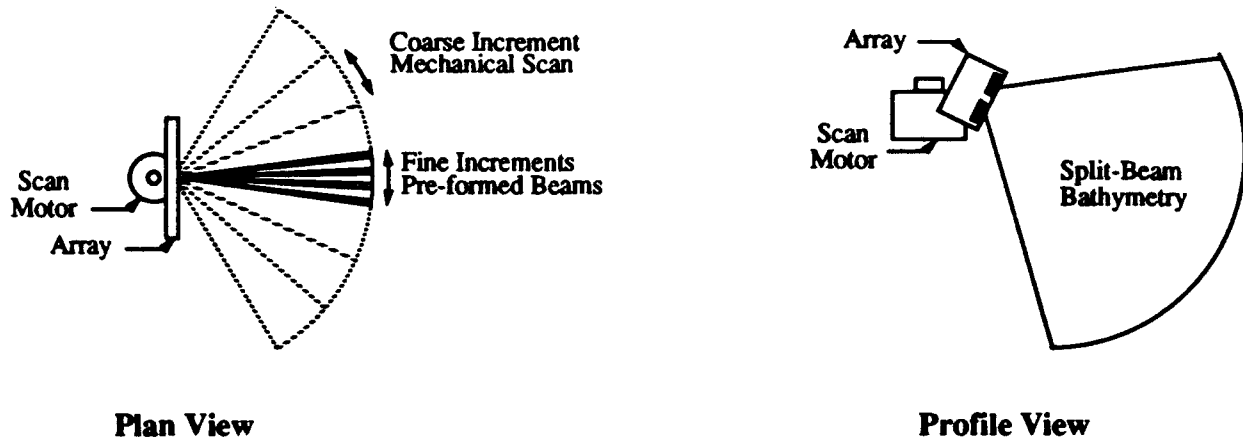 Coarse Increment
Mechanical Scan
Fine Increments
Pre-formed Beams
Scan
Motor
Array
Plan View
Array
Scan
Motor
Split-Beam
Bathymetry
Profile View